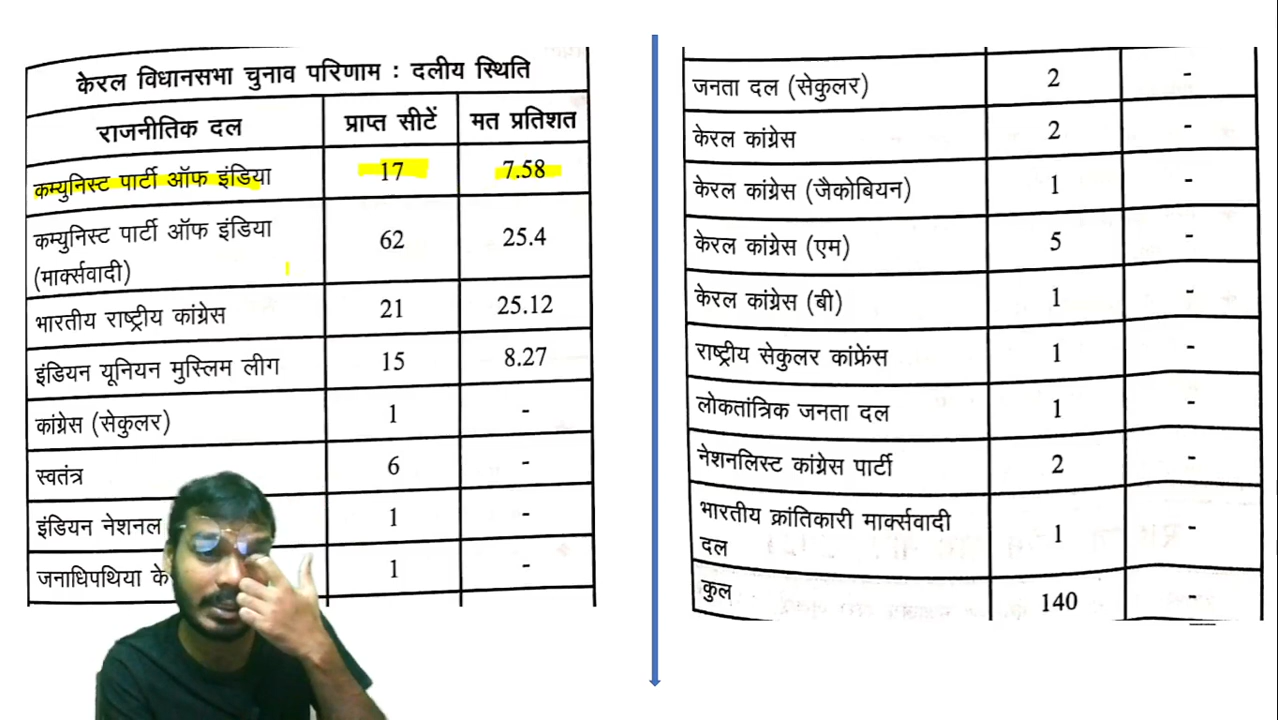 केरल विधानसभा चुनाव परिणाम : दलीय स्थिति
राजनीतिक दल प्राप्त सीटें मत प्रतिशत
कम्युनिस्ट पार्टी ऑफ इंडिया 17 7.58
कम्युनिस्ट पार्टी ऑफ इंडिया
(मार्क्सवादी) 62 25.4
भारतीय राष्ट्रीय कांग्रेस 21 25.12
इंडियन यूनियन मुस्लिम लीग 15 8.27
कांग्रेस (सेकुलर) 1 -
स्वतंत्र 6 -
इंडियन नेशनल 1 -
जनाधिपथिया के 1 -
जनता दल (सेकुलर) 2 -
केरल कांग्रेस 2 -
केरल कांग्रेस (जैकोबियन) 1 -
केरल कांग्रेस (एम) 5 -
केरल कांग्रेस (बी) 1 -
राष्ट्रीय सेकुलर कांफ्रेंस 1 -
लोकतांत्रिक जनता दल 1 -
नेशनलिस्ट कांग्रेस पार्टी 2 -
भारतीय क्रांतिकारी मार्क्सवादी
दल 1 -
कुल 140 -